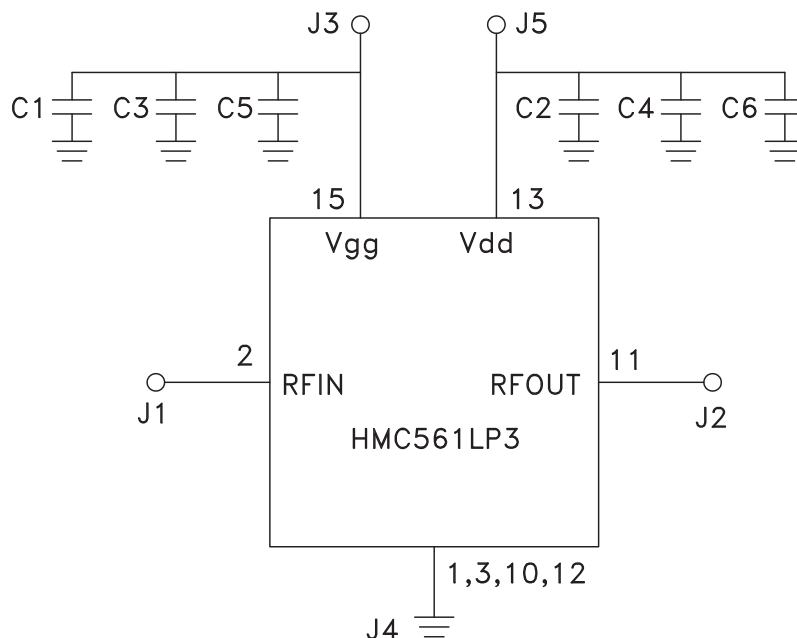 J3 J5
C1 C3 C5 C2 C4 C6
15 13
Vgg Vdd
2 11
RFIN RFOUT
J1 J2
HMC561LP3
1,3,10,12
J4